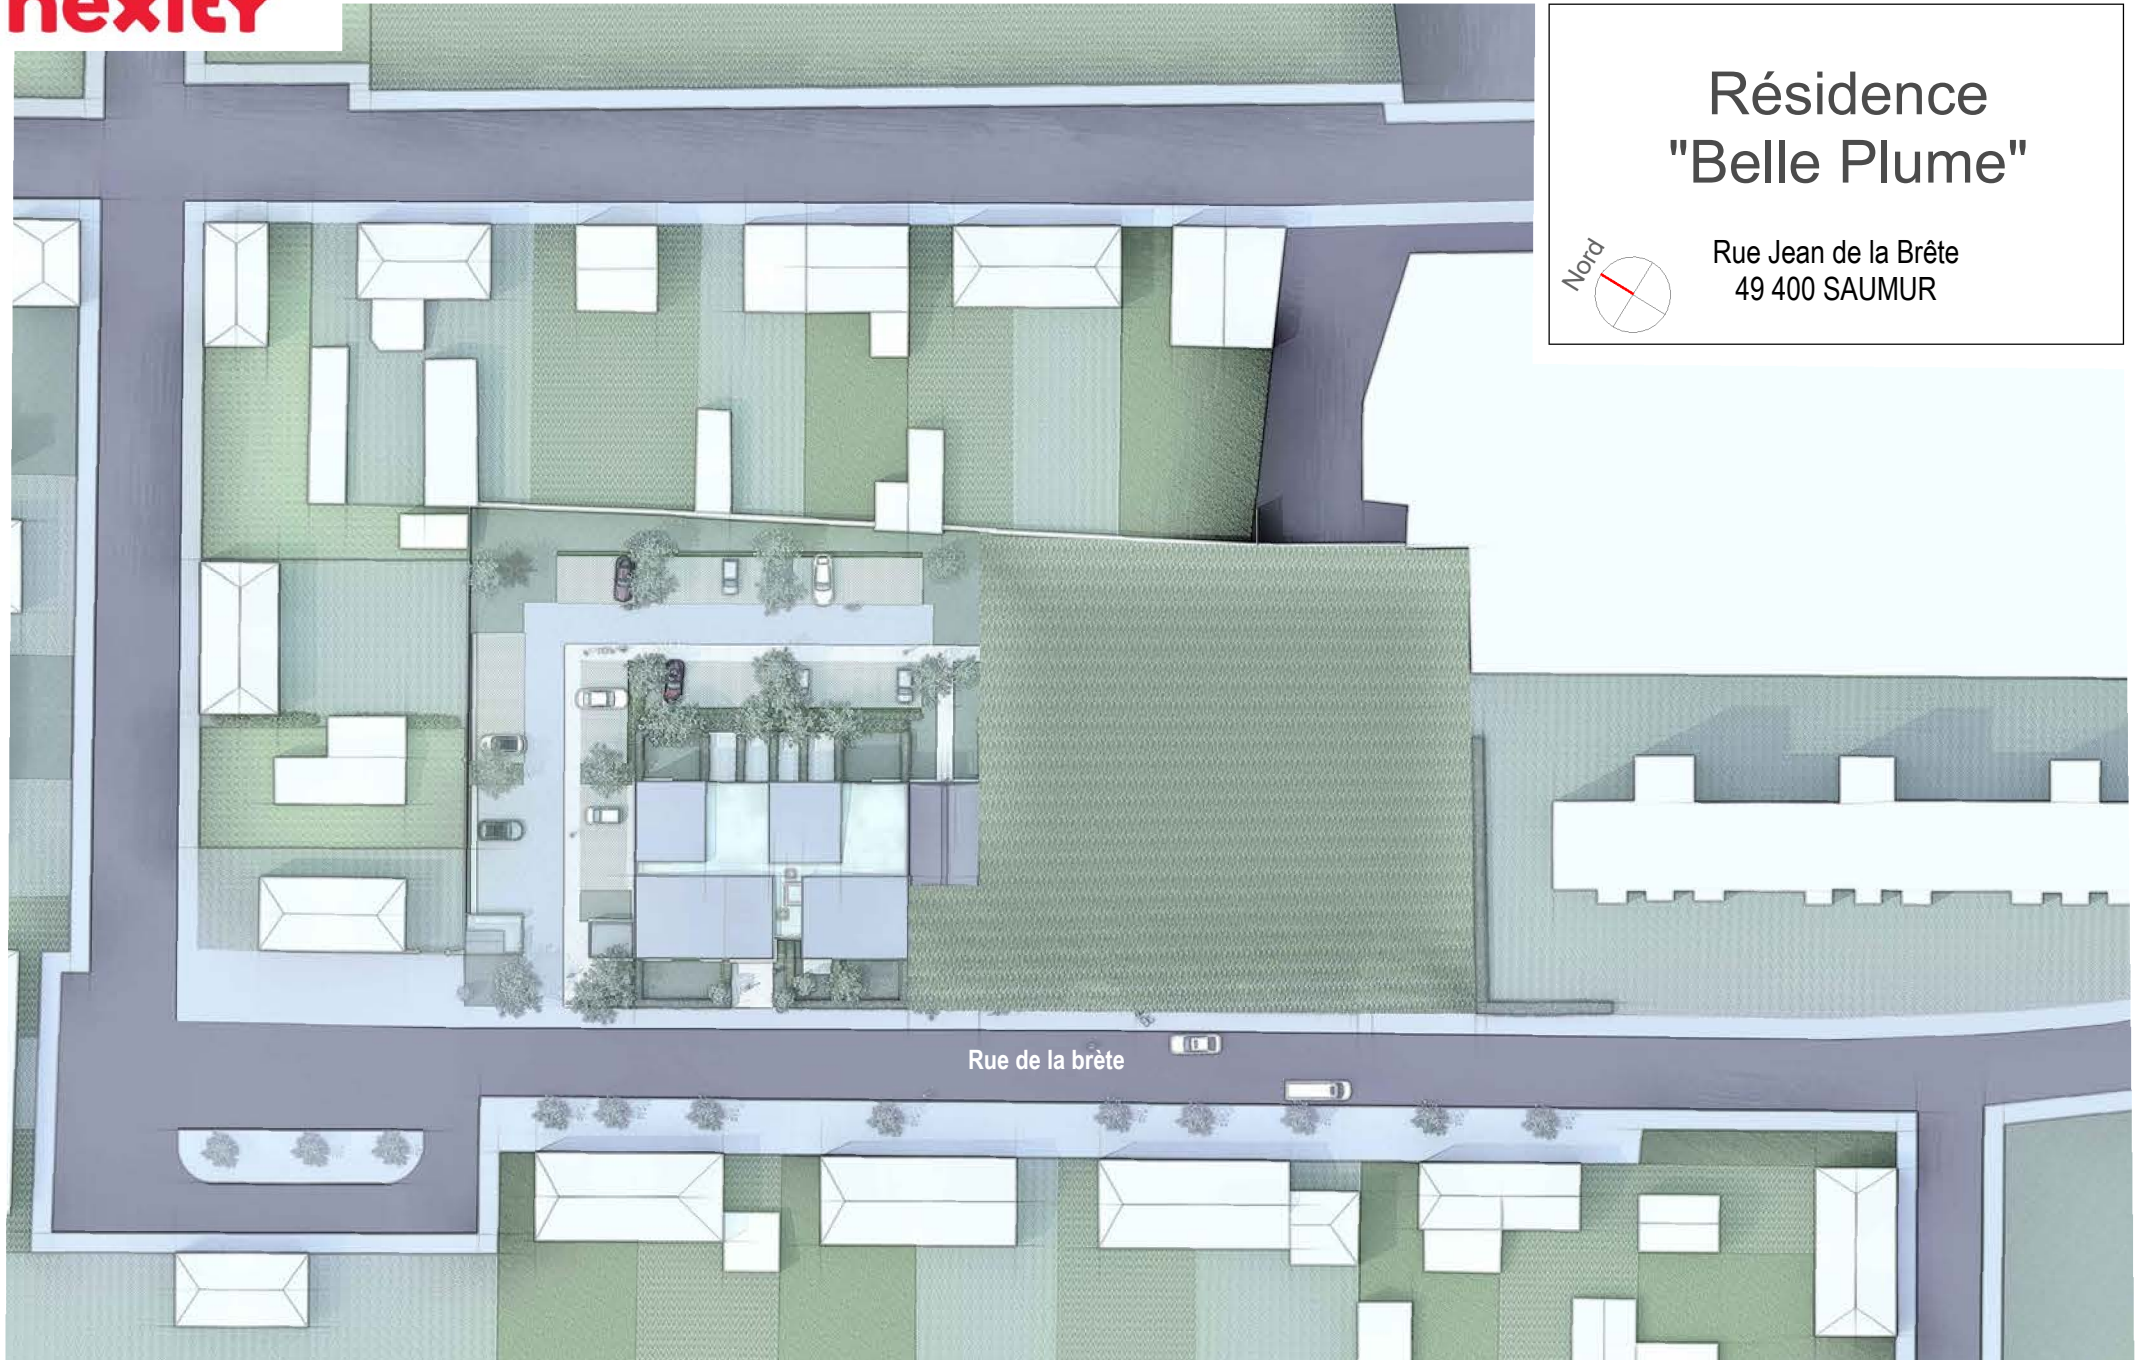 nexity
Résidence
"Belle Plume"
Nord
Rue Jean de la Brête
49 400 SAUMUR
Rue de la brète